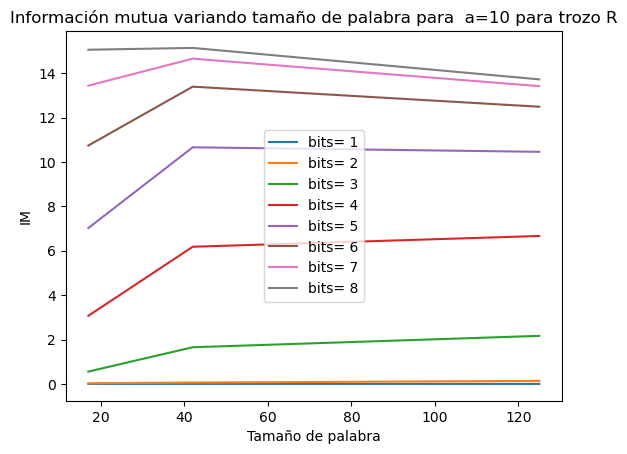 Información mutua variando tamaño de palabra para  a=10 para trozo R
14
12
10
8
6
4
2
0
IM
bits= 1
bits= 2
bits= 3
bits= 4
bits= 5
bits= 6
bits= 7
bits= 8
20 40 60 80 100 120
Tamaño de palabra